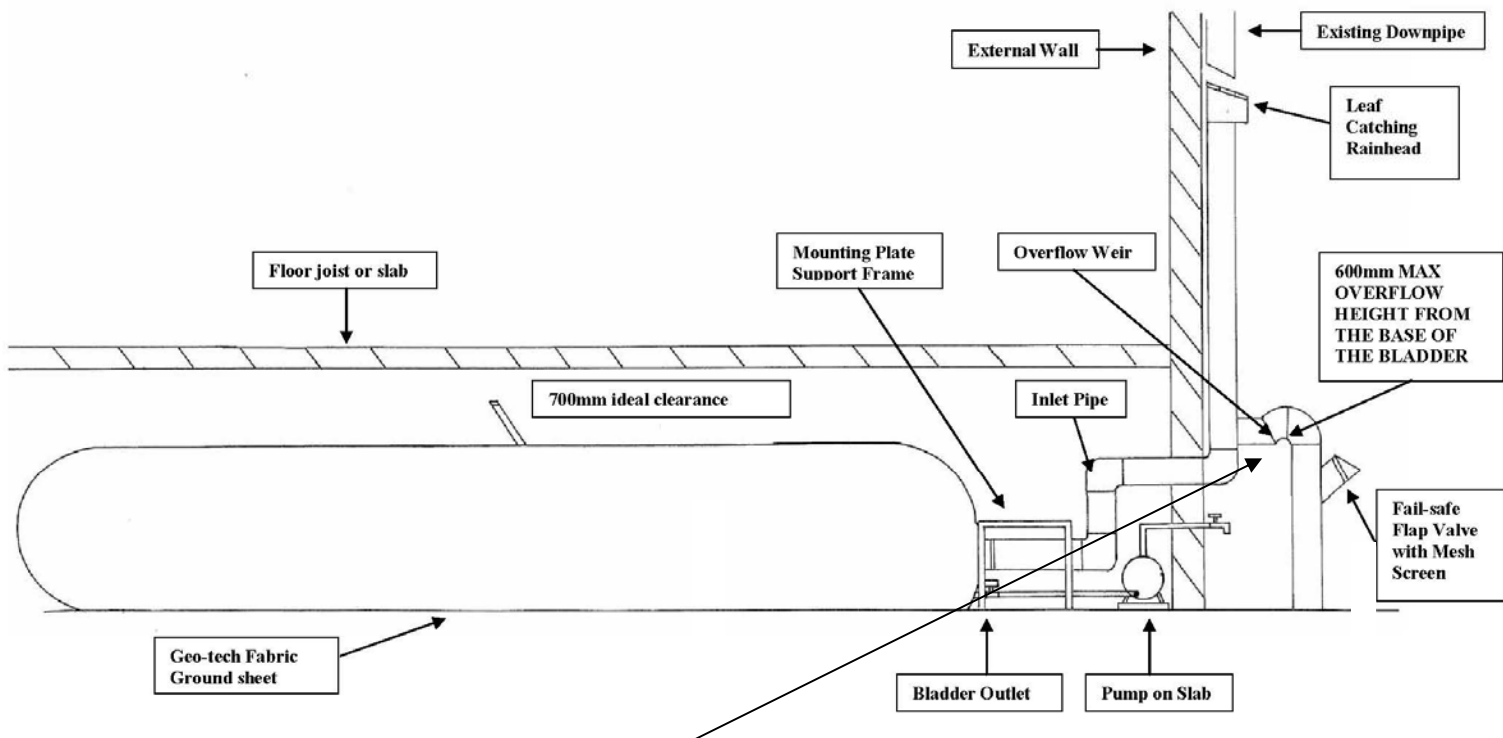 External Wall
Existing Downpipe
Leaf
Catching
Rainhead
Floor joist or slab
Mounting Plate
Support Frame
Overflow Weir
600mm MAX
OVERFLOW
HEIGHT FROM
THE BASE OF
THE BLADDER
700mm ideal clearance
Inlet Pipe
Fail-safe
Flap Valve
with Mesh
Screen
Geo-tech Fabric
Ground sheet
Bladder Outlet
Pump on Slab